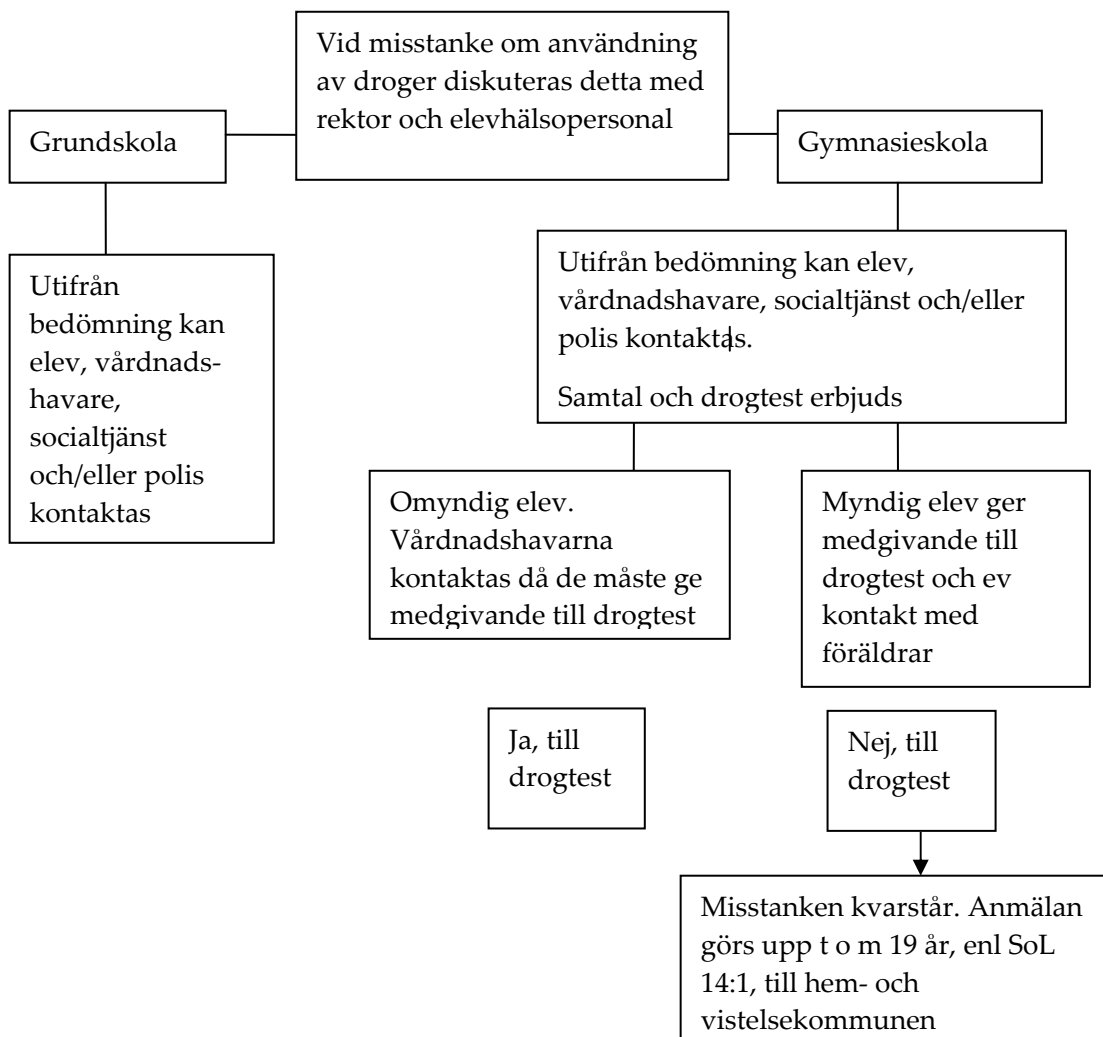 Vid misstanke om användning
av droger diskuteras detta med
rektor och elevhälsopersonal
Grundskola
Gymnasieskola
Utifrån
bedömning kan
elev, vårdnads-
havare,
socialtjänst
och/eller polis
kontaktas
Utifrån bedömning kan elev,
vårdnadshavare, socialtjänst och/eller
polis kontaktas.
Samtal och drogtest erbjuds
Omyndig elev.
Vårdnadshavarna
kontaktas då de måste ge
medgivande till drogtest
Myndig elev ger
medgivande till
drogtest och ev
kontakt med
föräldrar
Ja, till
drogtest
Nej, till
drogtest
Misstanken kvarstår. Anmälan
görs upp t o m 19 år, enl SoL
14:1, till hem- och
vistelsekommunen